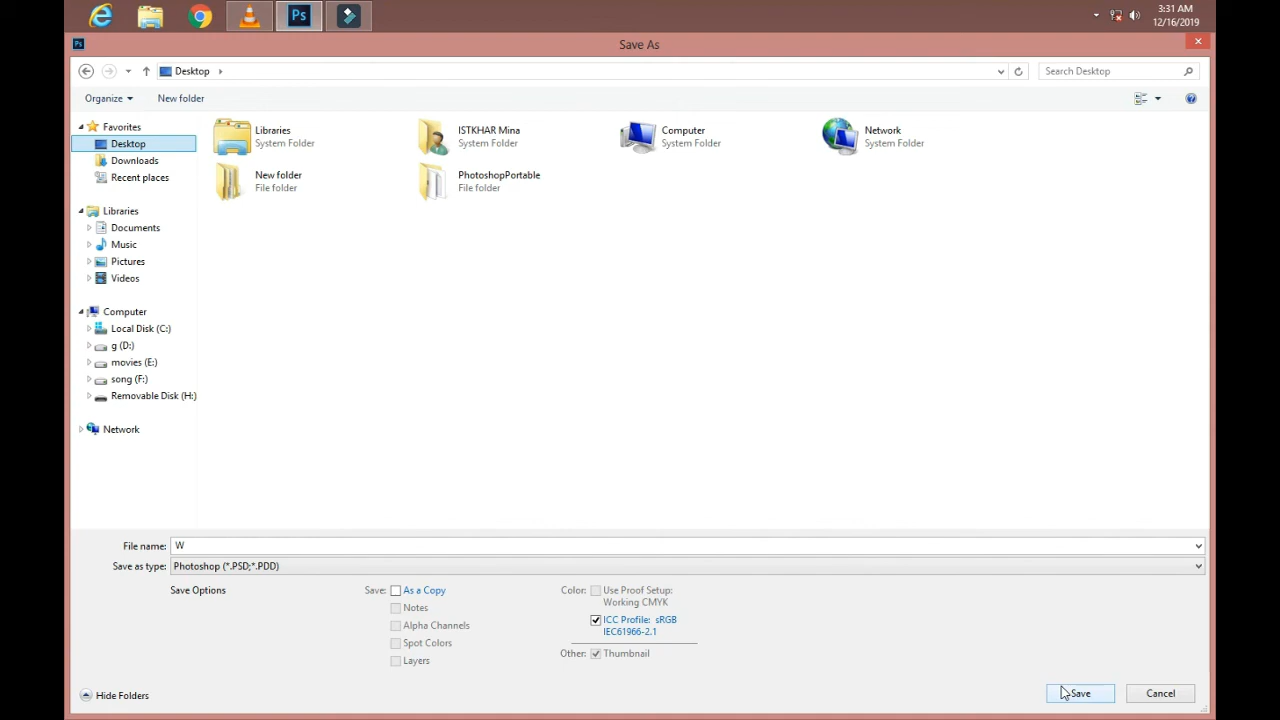 Ps
3:31 AM
12/16/2019
Ps
Save As
Desktop
Search Desktop
Organize
New folder
Favorites
Desktop
Downloads
Recent places
Libraries
Documents
Music
Pictures
Videos
Computer
Local Disk (C:)
g (D:)
movies (E:)
song (F:)
Removable Disk (H:)
Network
Libraries
System Folder
ISTKHAR Mina
System Folder
Computer
System Folder
Network
System Folder
New folder
File folder
PhotoshopPortable
File folder
File name: W
Save as type: Photoshop (*.PSD;*.PDD)
Save Options
Save: As a Copy
Notes
Alpha Channels
Spot Colors
Layers
Color: Use Proof Setup:
Working CMYK
ICC Profile: sRGB
IEC61966-2.1
Other: Thumbnail
Hide Folders
Save
Cancel